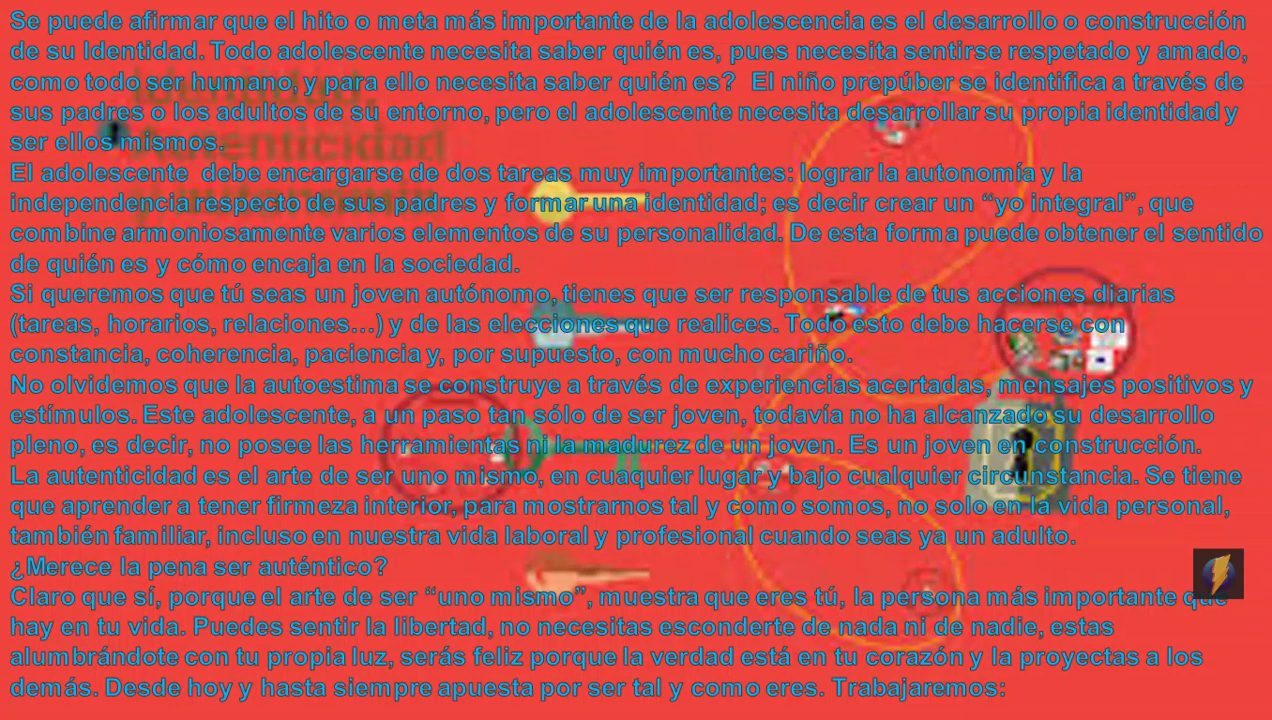 Se puede afirmar que el hito o meta más importante de la adolescencia es el desarrollo o construcción
de su Identidad. Todo adolescente necesita saber quién es, pues necesita sentirse respetado y amado,
como todo ser humano, y para ello necesita saber quién es? El niño prepúber se identifica a través de
sus padres o los adultos de su entorno, pero el adolescente necesita desarrollar su propia identidad y
ser ellos mismos.
El adolescente debe encargarse de dos tareas muy importantes: lograr la autonomía y la
independencia respecto de sus padres y formar una identidad; es decir crear un “yo integral”, que
combine armoniosamente varios elementos de su personalidad. De esta forma puede obtener el sentido
de quién es y cómo encaja en la sociedad.
Si queremos que tú seas un joven autónomo, tienes que ser responsable de tus acciones diarias
(tareas, horarios, relaciones...) y de las elecciones que realices. Todo esto debe hacerse con
constancia, coherencia, paciencia y, por supuesto, con mucho cariño.
No olvidemos que la autoestima se construye a través de experiencias acertadas, mensajes positivos y
estímulos. Este adolescente, a un paso tan sólo de ser joven, todavía no ha alcanzado su desarrollo
pleno, es decir, no posee las herramientas ni la madurez de un joven. Es un joven en construcción.
La autenticidad es el arte de ser uno mismo, en cuaquier lugar y bajo cualquier circunstancia. Se tiene
que aprender a tener firmeza interior, para mostrarnos tal y como somos, no solo en la vida personal,
también familiar, incluso en nuestra vida laboral y profesional cuando seas ya un adulto.
¿Merece la pena ser auténtico?
Claro que sí, porque el arte de ser “uno mismo”, muestra que eres tú, la persona más importante que
hay en tu vida. Puedes sentir la libertad, no necesitas esconderte de nada ni de nadie, estas
alumbrándote con tu propia luz, serás feliz porque la verdad está en tu corazón y la proyectas a los
demás. Desde hoy y hasta siempre apuesta por ser tal y como eres. Trabajaremos:
Identidad,
Autenticidad
y autonomía